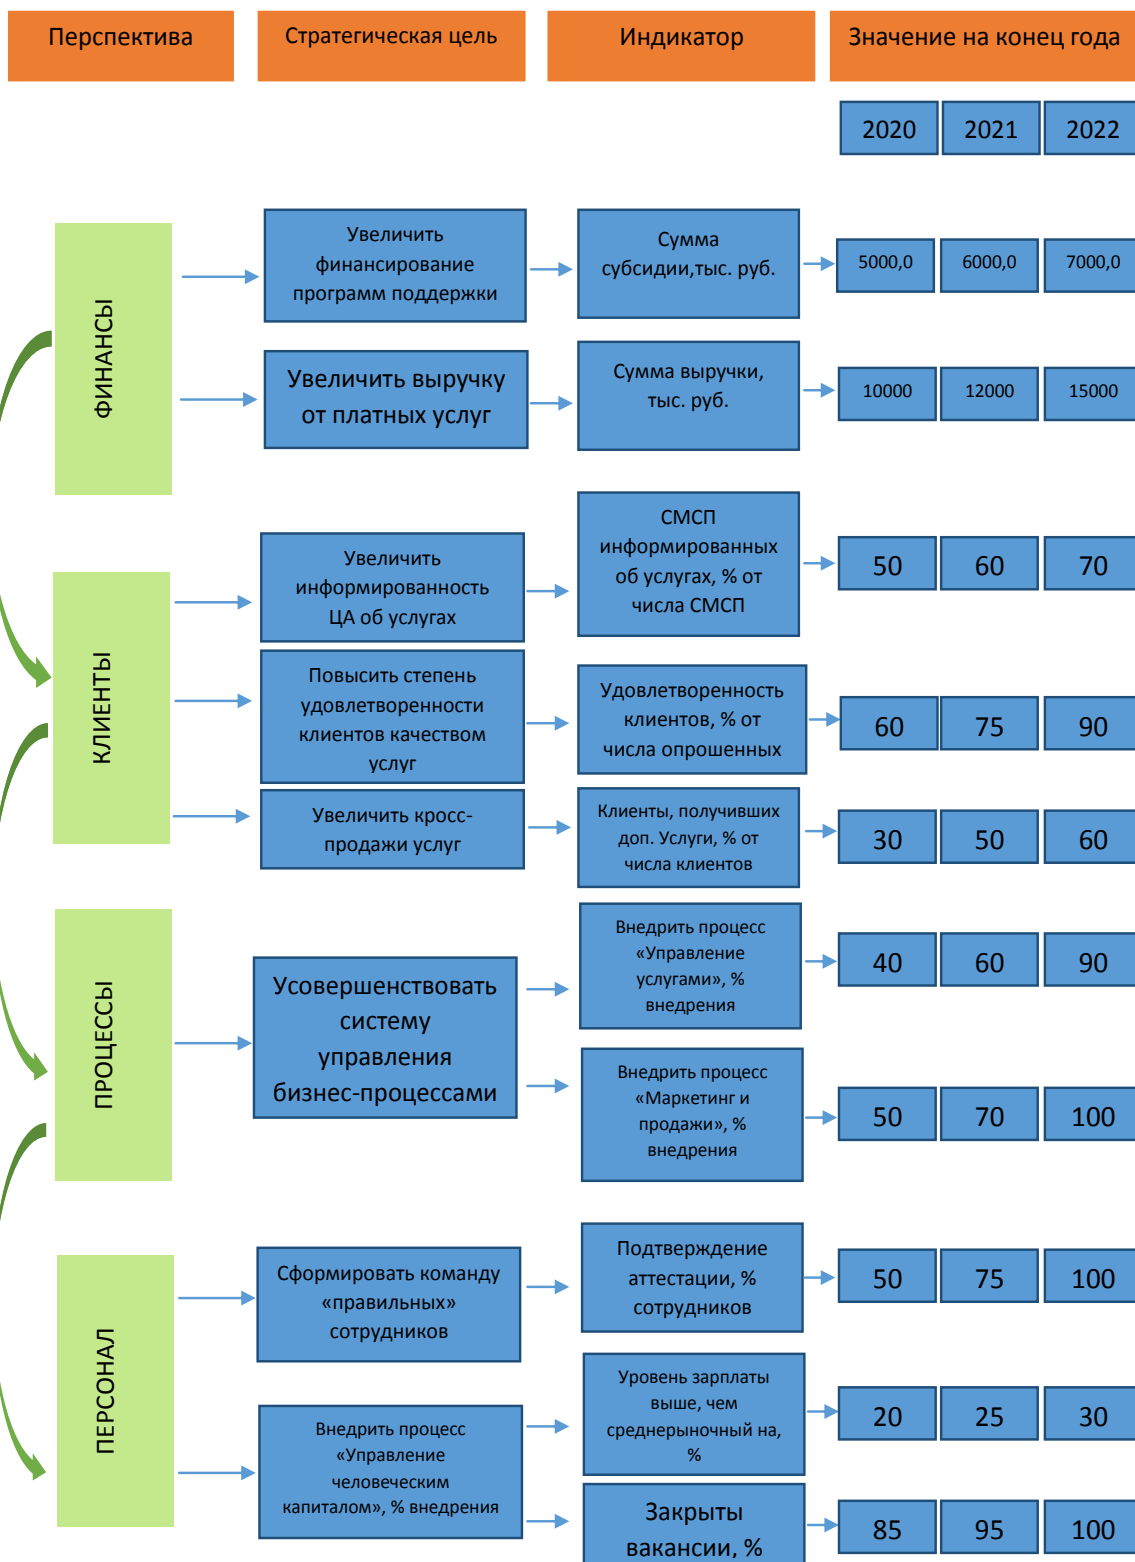 Перспектива
Стратегическая цель
Индикатор
Значение на конец года
2020
2021
2022
ФИНАНСЫ
Увеличить
финансирование
программ поддержки
Сумма
субсидии,тыс. руб.
5000,0
6000,0
7000,0
Увеличить выручку
от платных услуг
Сумма выручки,
тыс. руб.
10000
12000
15000
КЛИЕНТЫ
Увеличить
информированность
ЦА об услугах
СМСП
информированных
об услугах, % от
числа СМСП
50
60
70
Повысить степень
удовлетворенности
клиентов качеством
услуг
Удовлетворенность
клиентов, % от
числа опрошенных
60
75
90
Увеличить кросс-
продажи услуг
Клиенты, получивших
доп. Услуги, % от
числа клиентов
30
50
60
ПРОЦЕССЫ
Усовершенствовать
систему
управления
бизнес-процессами
Внедрить процесс
«Управление
услугами», %
внедрения
40
60
90
Внедрить процесс
«Маркетинг и
продажи», %
внедрения
50
70
100
ПЕРСОНАЛ
Сформировать команду
«правильных»
сотрудников
Подтверждение
аттестации, %
сотрудников
50
75
100
Внедрить процесс
«Управление
человеческим
капиталом», % внедрения
Уровень зарплаты
выше, чем
среднерыночный на,
%
20
25
30
Закрыты
вакансии, %
85
95
100